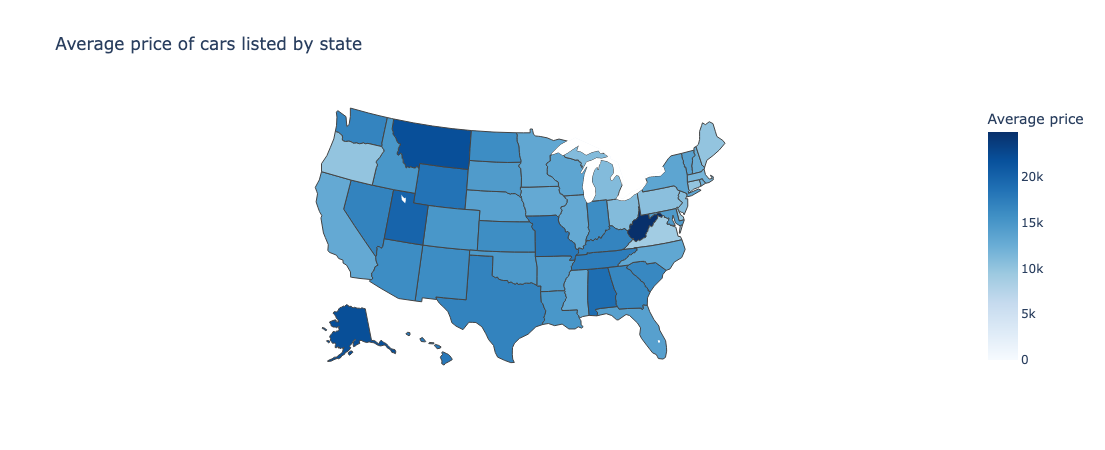 Average price of cars listed by state
Average price
20k
15k
10k
5k
0